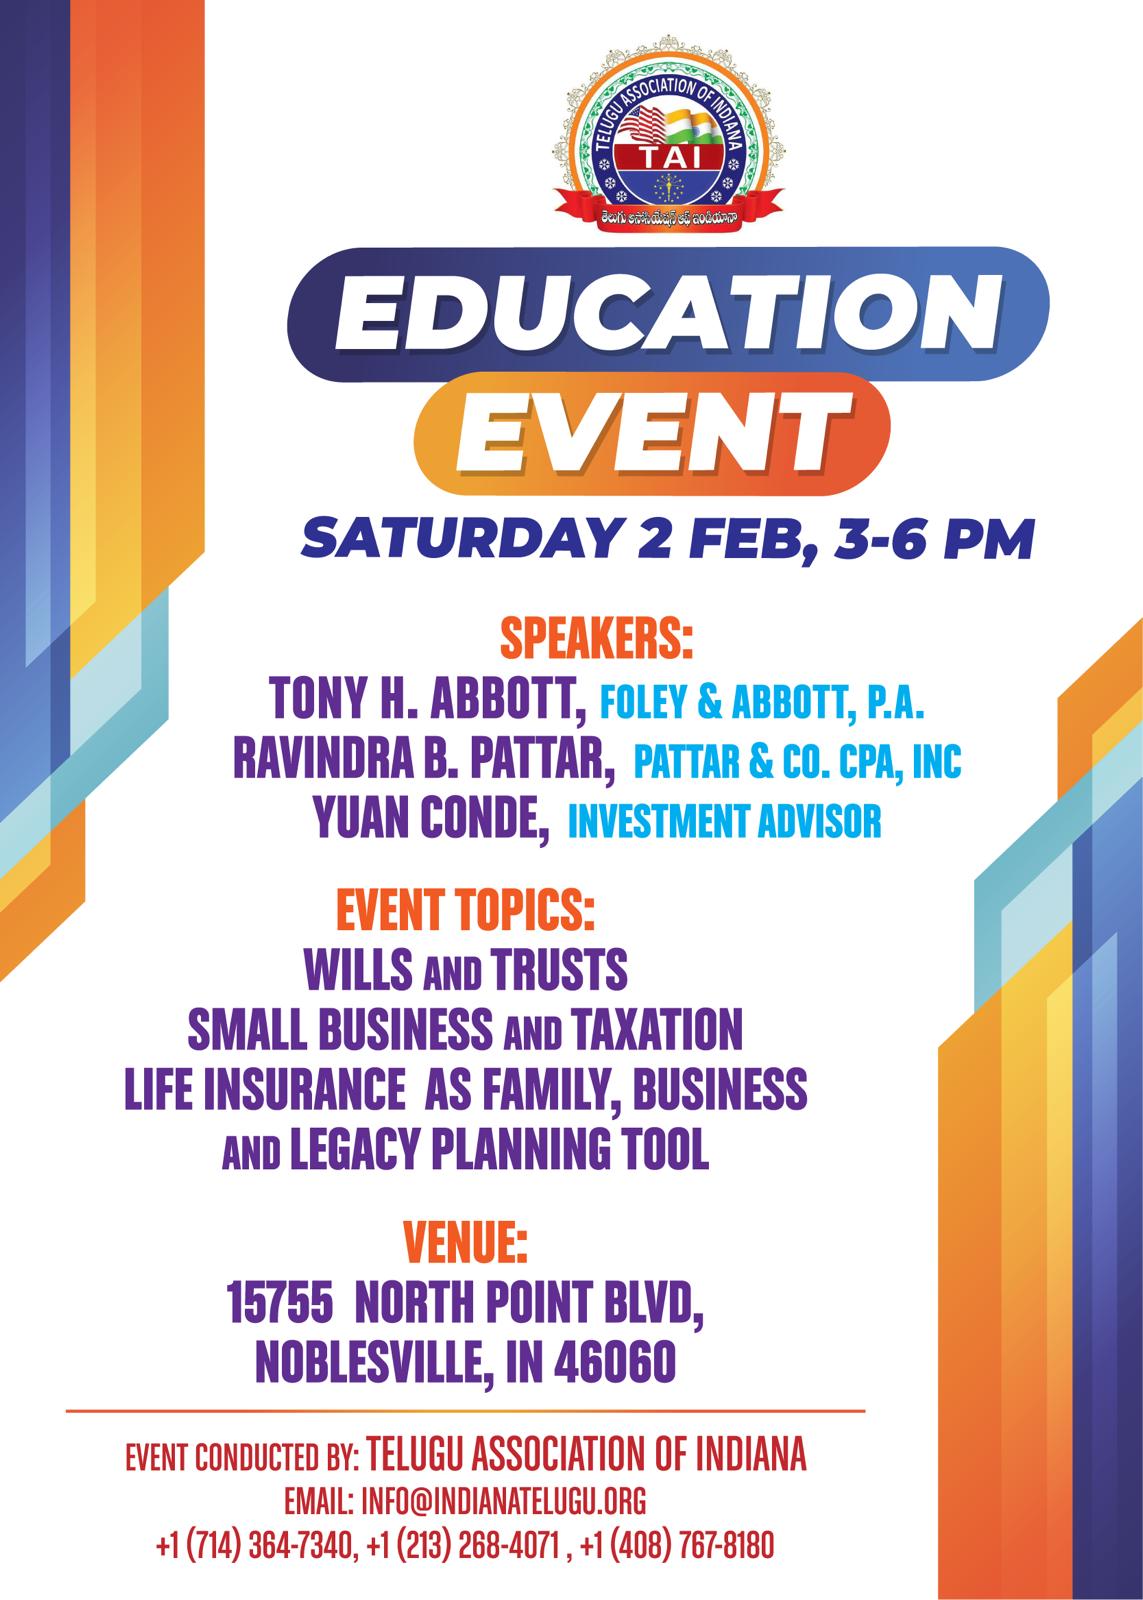 TELUGU ASSOCIATION OF INDIANA
TAI
తెలుగు అసోసియేషన్ ఆఫ్ ఇండియానా
EDUCATION
EVENT
SATURDAY 2 FEB, 3-6 PM
SPEAKERS:
TONY H. ABBOTT, FOLEY & ABBOTT, P.A.
RAVINDRA B. PATTAR, PATTAR & CO. CPA, INC
YUAN CONDE, INVESTMENT ADVISOR
EVENT TOPICS:
WILLS AND TRUSTS
SMALL BUSINESS AND TAXATION
LIFE INSURANCE AS FAMILY, BUSINESS
AND LEGACY PLANNING TOOL
VENUE:
15755 NORTH POINT BLVD,
NOBLESVILLE, IN 46060
EVENT CONDUCTED BY: TELUGU ASSOCIATION OF INDIANA
EMAIL: INFO@INDIANATELUGU.ORG
+1 (714) 364-7340, +1 (213) 268-4071 , +1 (408) 767-8180